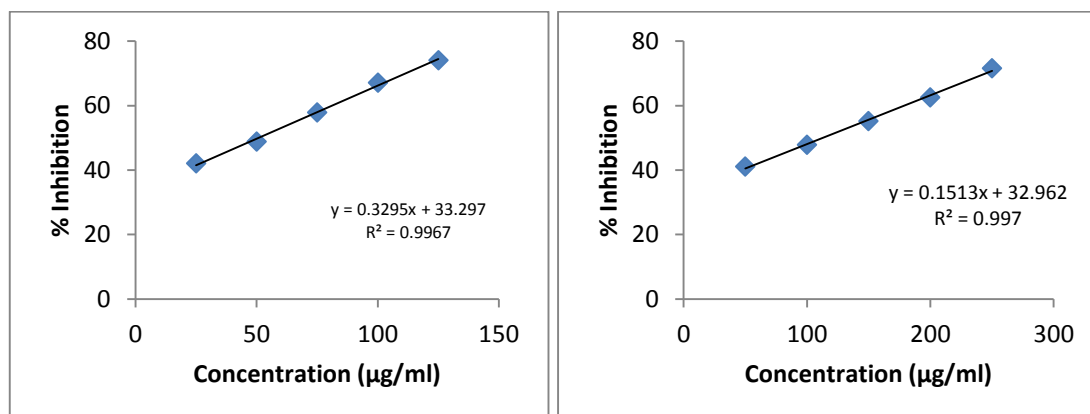 80
60
40
20
0
% Inhibition
y = 0.3295x + 33.297
R² = 0.9967
0
50
100
150
Concentration (µg/ml)
80
60
40
20
0
% Inhibition
y = 0.1513x + 32.962
R² = 0.997
0
100
200
300
Concentration (µg/ml)